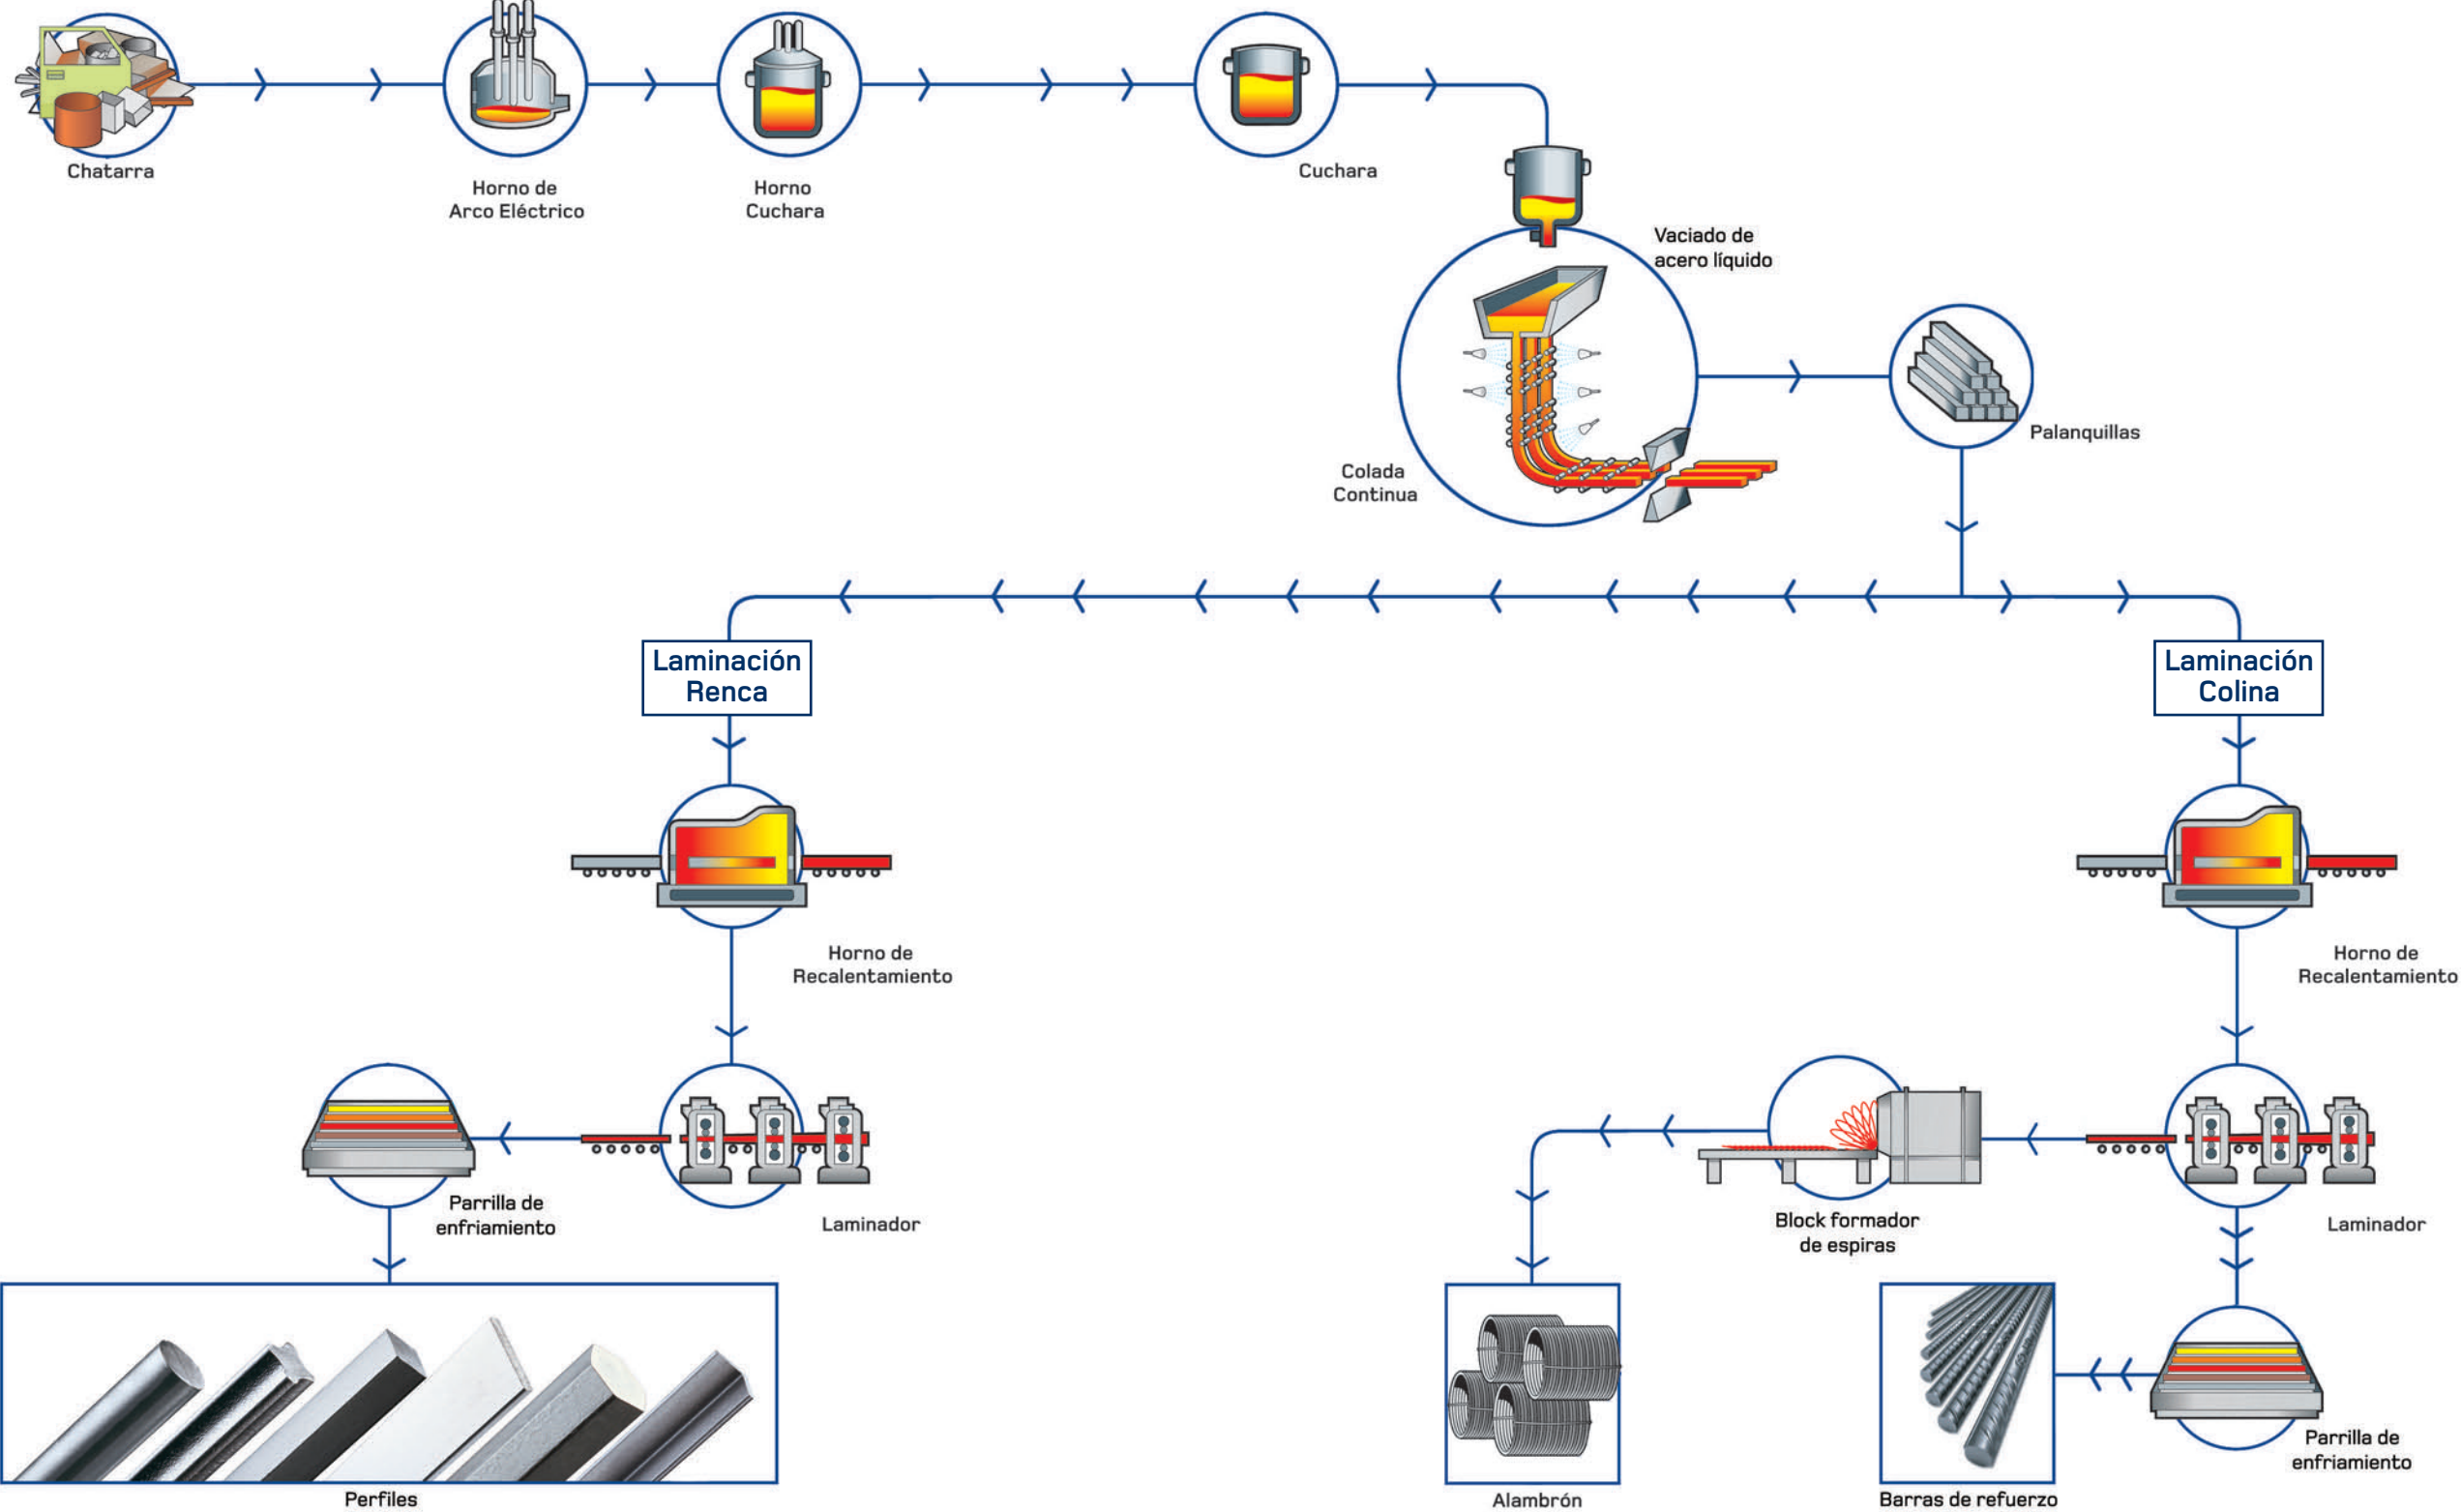 Chatarra
Horno de
Arco Eléctrico
Horno
Cuchara
Cuchara
Vaciado de
acero líquido
Colada
Continua
Palanquillas
Laminación
Renca
Laminación
Colina
Horno de
Recalentamiento
Horno de
Recalentamiento
Parrilla de
enfriamiento
Laminador
Block formador
de espiras
Laminador
Perfiles
Alambrón
Barras de refuerzo
Parrilla de
enfriamiento